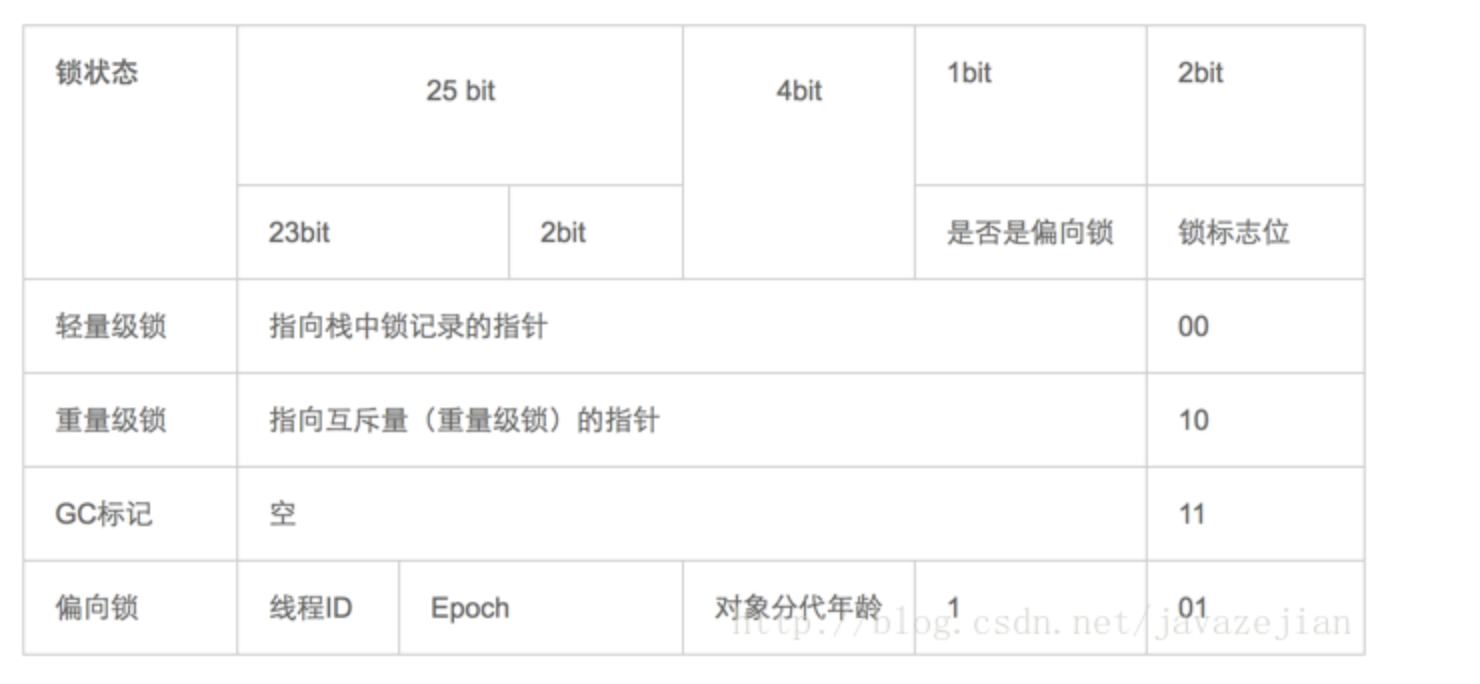 锁状态 25 bit 4bit 1bit 2bit
23bit 2bit 是否是偏向锁 锁标志位
轻量级锁 指向栈中锁记录的指针 00
重量级锁 指向互斥量（重量级锁）的指针 10
GC标记 空 11
偏向锁 线程ID Epoch 对象分代年龄 1 01
http://blog.csdn.net/javazejian